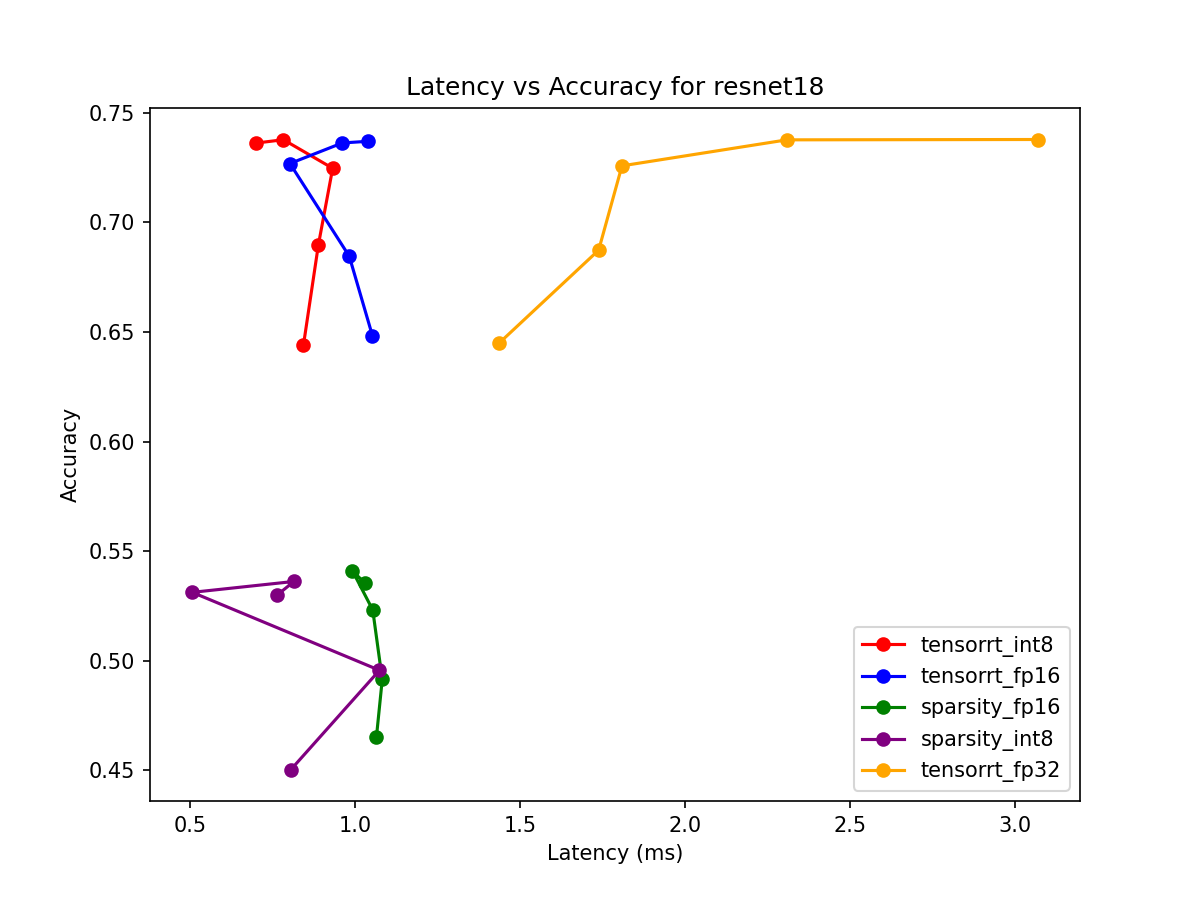 Latency vs Accuracy for resnet18
0.75
0.70
0.65
0.60
0.55
0.50
0.45
Accuracy
0.5 1.0 1.5 2.0 2.5 3.0
Latency (ms)
tensorrt_int8
tensorrt_fp16
sparsity_fp16
sparsity_int8
tensorrt_fp32